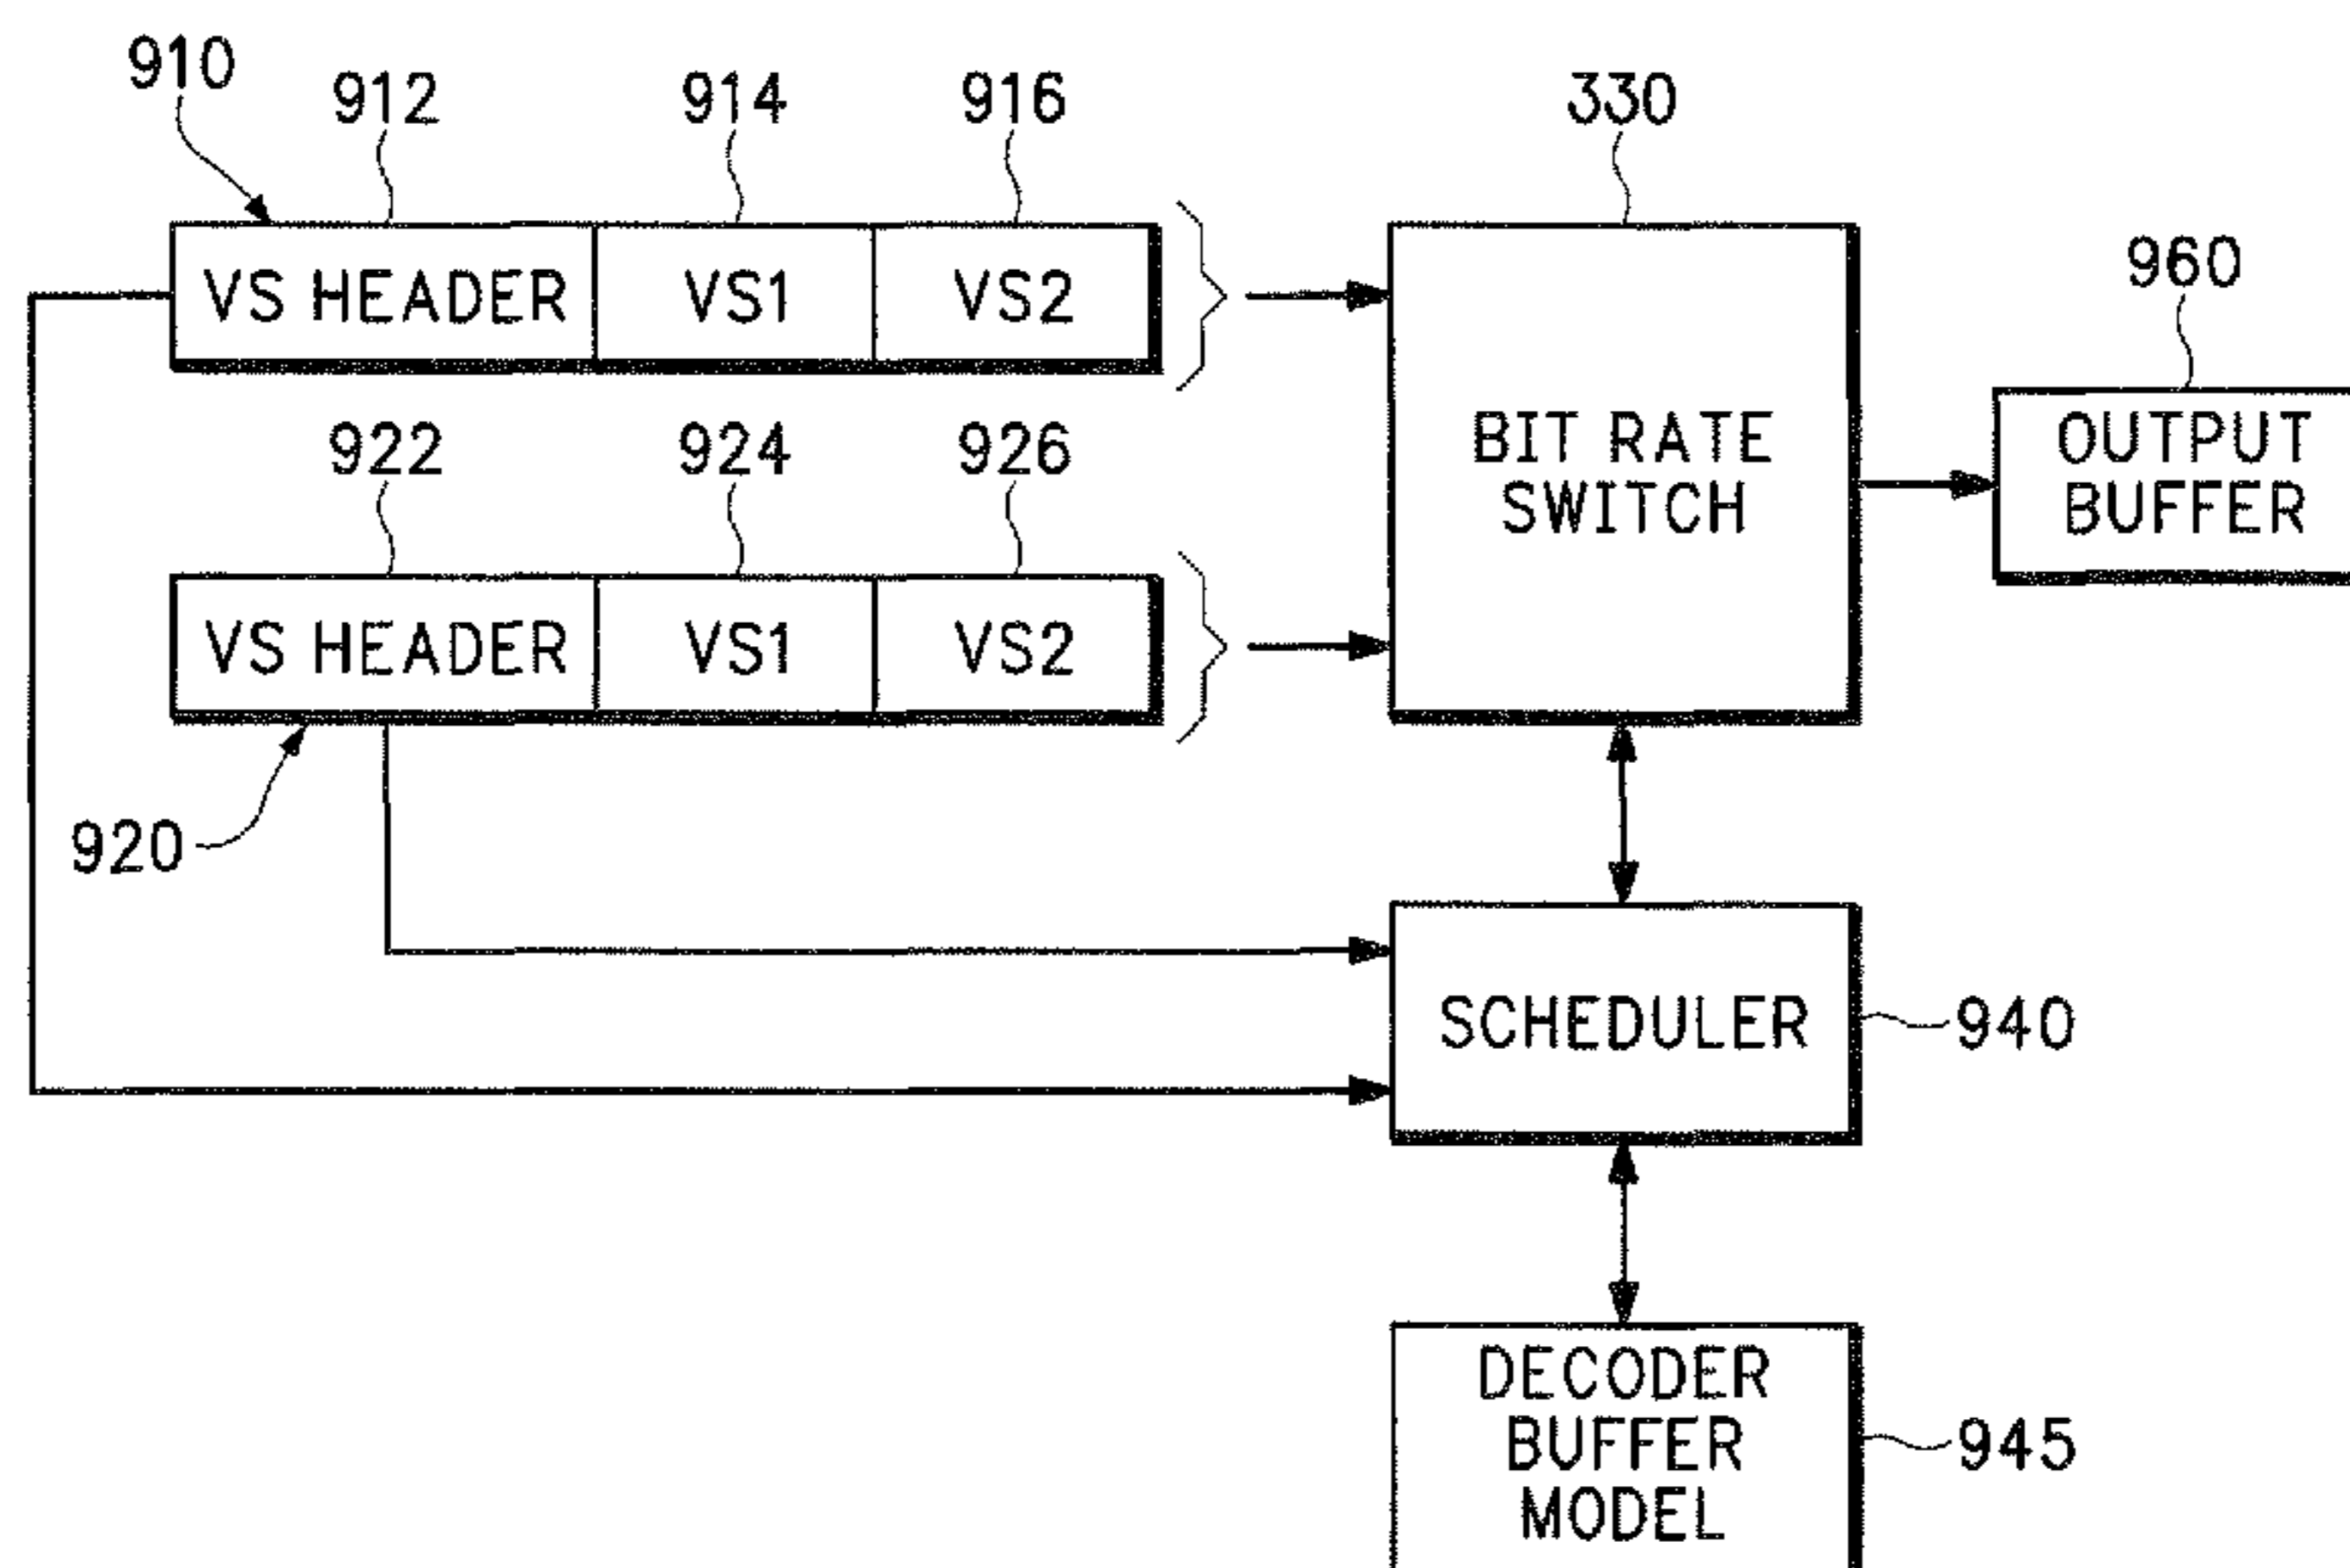 910
912
914
916
330
VS HEADER
VS1
VS2
960
922
924
926
BIT RATE
SWITCH
OUTPUT
BUFFER
VS HEADER
VS1
VS2
920
SCHEDULER
940
DECODER
BUFFER
MODEL
945